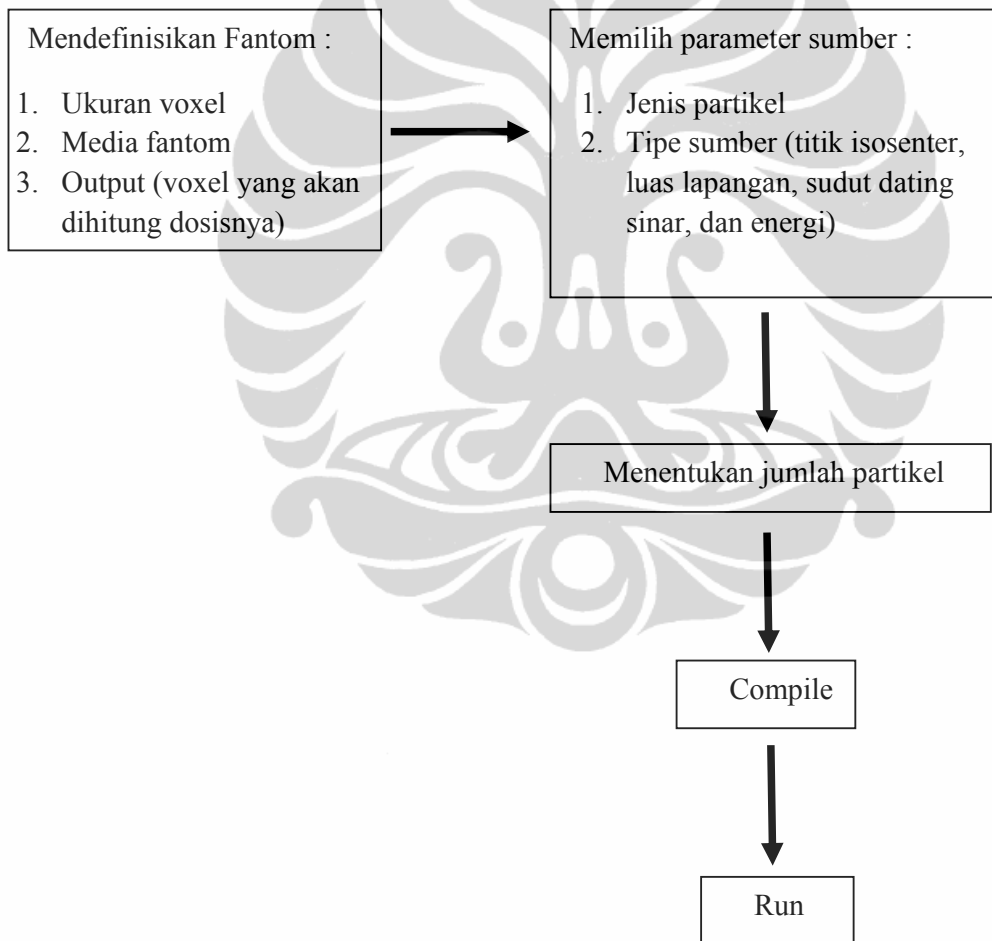 Mendefinisikan Fantom :
1. Ukuran voxel
2. Media fantom
3. Output (voxel yang akan
dihitung dosisnya)
Memilih parameter sumber :
1. Jenis partikel
2. Tipe sumber (titik isosenter,
luas lapangan, sudut dating
sinar, dan energi)
Menentukan jumlah partikel
Compile
Run